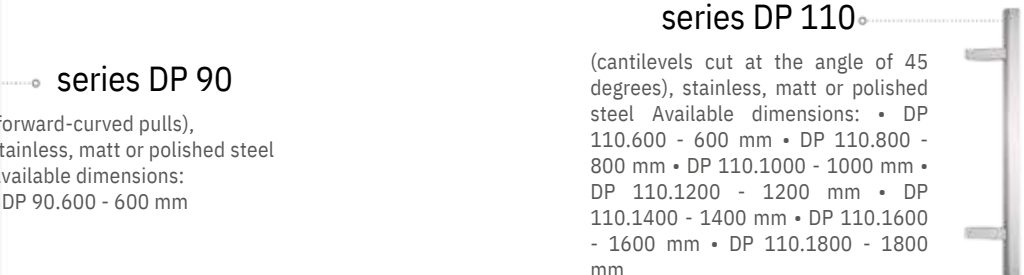 series DP 110
series DP 90
(cantilevels cut at the angle of 45
degrees), stainless, matt or polished
steel Available dimensions: • DP
110.600 - 600 mm • DP 110.800 -
800 mm • DP 110.1000 - 1000 mm •
DP 110.1200 - 1200 mm • DP
110.1400 - 1400 mm • DP 110.1600
- 1600 mm • DP 110.1800 - 1800
mm
forward-curved pulls),
tainless, matt or polished steel
vailable dimensions:
DP 90.600 - 600 mm